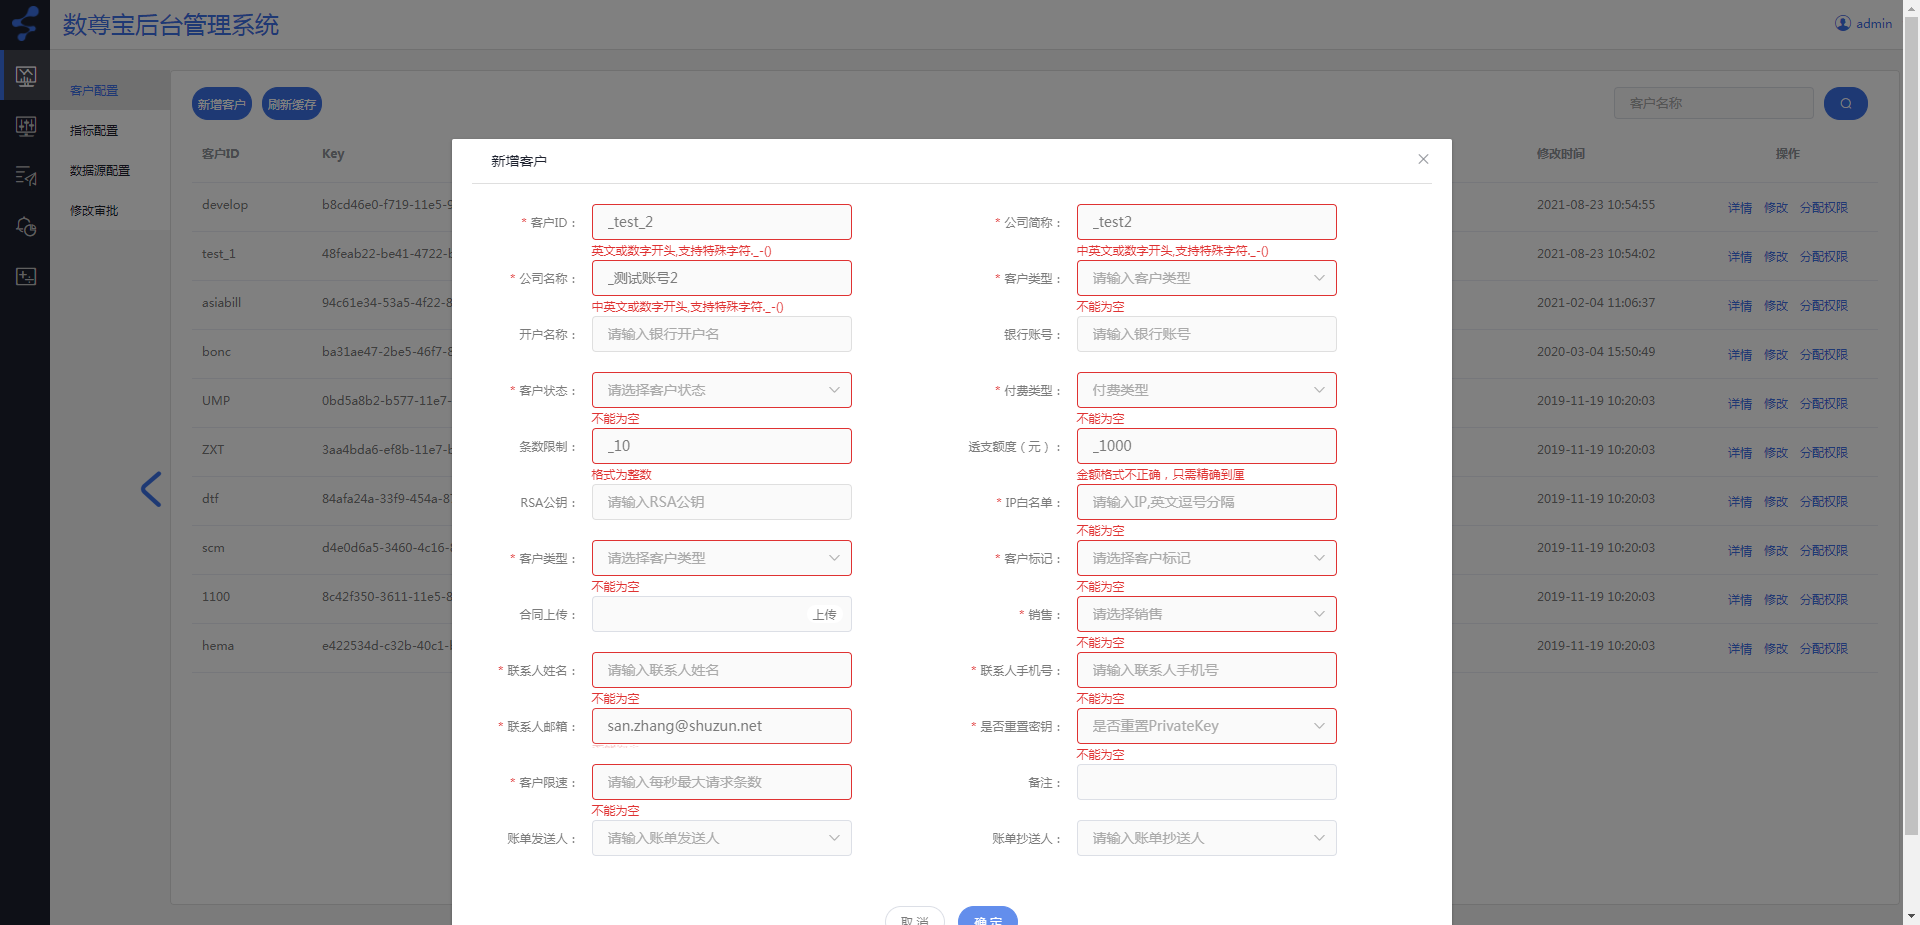 数尊宝后台管理系统
admin
客户配置
指标配置
数据源配置
修改审批
新增客户
刷新缓存
客户名称
客户ID
Key
修改时间
操作
develop
b8cd46e0-f719-11e5-9
2021-08-23 10:54:55
详情 修改 分配权限
test_1
48feab22-be41-4722-b
2021-08-23 10:54:02
详情 修改 分配权限
asiabill
94c61e34-53a5-4f22-8
2021-02-04 11:06:37
详情 修改 分配权限
bonc
ba31ae47-2be5-46f7-8
2020-03-04 15:50:49
详情 修改 分配权限
UMP
0bd5a8b2-b577-11e7-
2019-11-19 10:20:03
详情 修改 分配权限
ZXT
3aa4bda6-ef8b-11e7-b
2019-11-19 10:20:03
详情 修改 分配权限
dtf
84afa24a-33f9-454a-87
2019-11-19 10:20:03
详情 修改 分配权限
scm
d4e0d6a5-3460-4c16-8
2019-11-19 10:20:03
详情 修改 分配权限
1100
8c42f350-3611-11e5-8
2019-11-19 10:20:03
详情 修改 分配权限
hema
e422534d-c32b-40c1-b
2019-11-19 10:20:03
详情 修改 分配权限
新增客户
* 客户ID： _test_2
英文或数字开头,支持特殊字符._-()
* 公司简称： _test2
中英文或数字开头,支持特殊字符._-()
* 公司名称： _测试账号2
中英文或数字开头,支持特殊字符._-()
* 客户类型： 请输入客户类型
不能为空
开户名称： 请输入银行开户名
银行账号： 请输入银行账号
* 客户状态： 请选择客户状态
不能为空
* 付费类型： 付费类型
不能为空
条数限制： _10
格式为整数
透支额度（元）： _1000
金额格式不正确，只需精确到厘
RSA公钥： 请输入RSA公钥
* IP白名单： 请输入IP,英文逗号分隔
不能为空
* 客户类型： 请选择客户类型
不能为空
* 客户标记： 请选择客户标记
不能为空
合同上传： 上传
* 销售： 请选择销售
不能为空
* 联系人姓名： 请输入联系人姓名
不能为空
* 联系人手机号： 请输入联系人手机号
不能为空
* 联系人邮箱： san.zhang@shuzun.net
* 是否重置密钥： 是否重置PrivateKey
不能为空
* 客户限速： 请输入每秒最大请求条数
不能为空
备注：
账单发送人： 请输入账单发送人
账单抄送人： 请输入账单抄送人
取消
确定